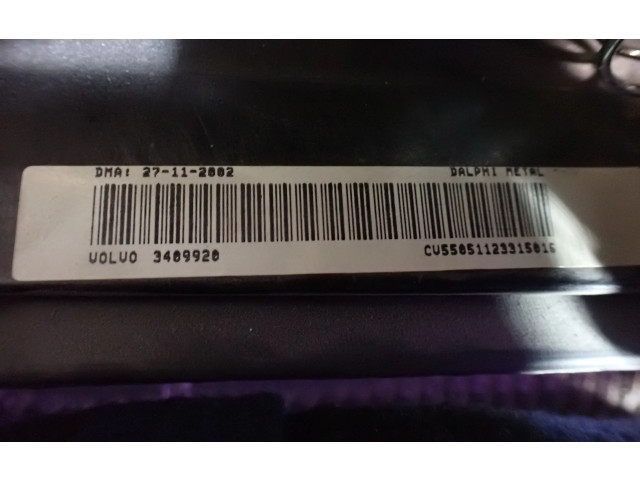 DMA: 27-11-2002 DALPHI METAL
VOLVO 3409920 CV55051123315016